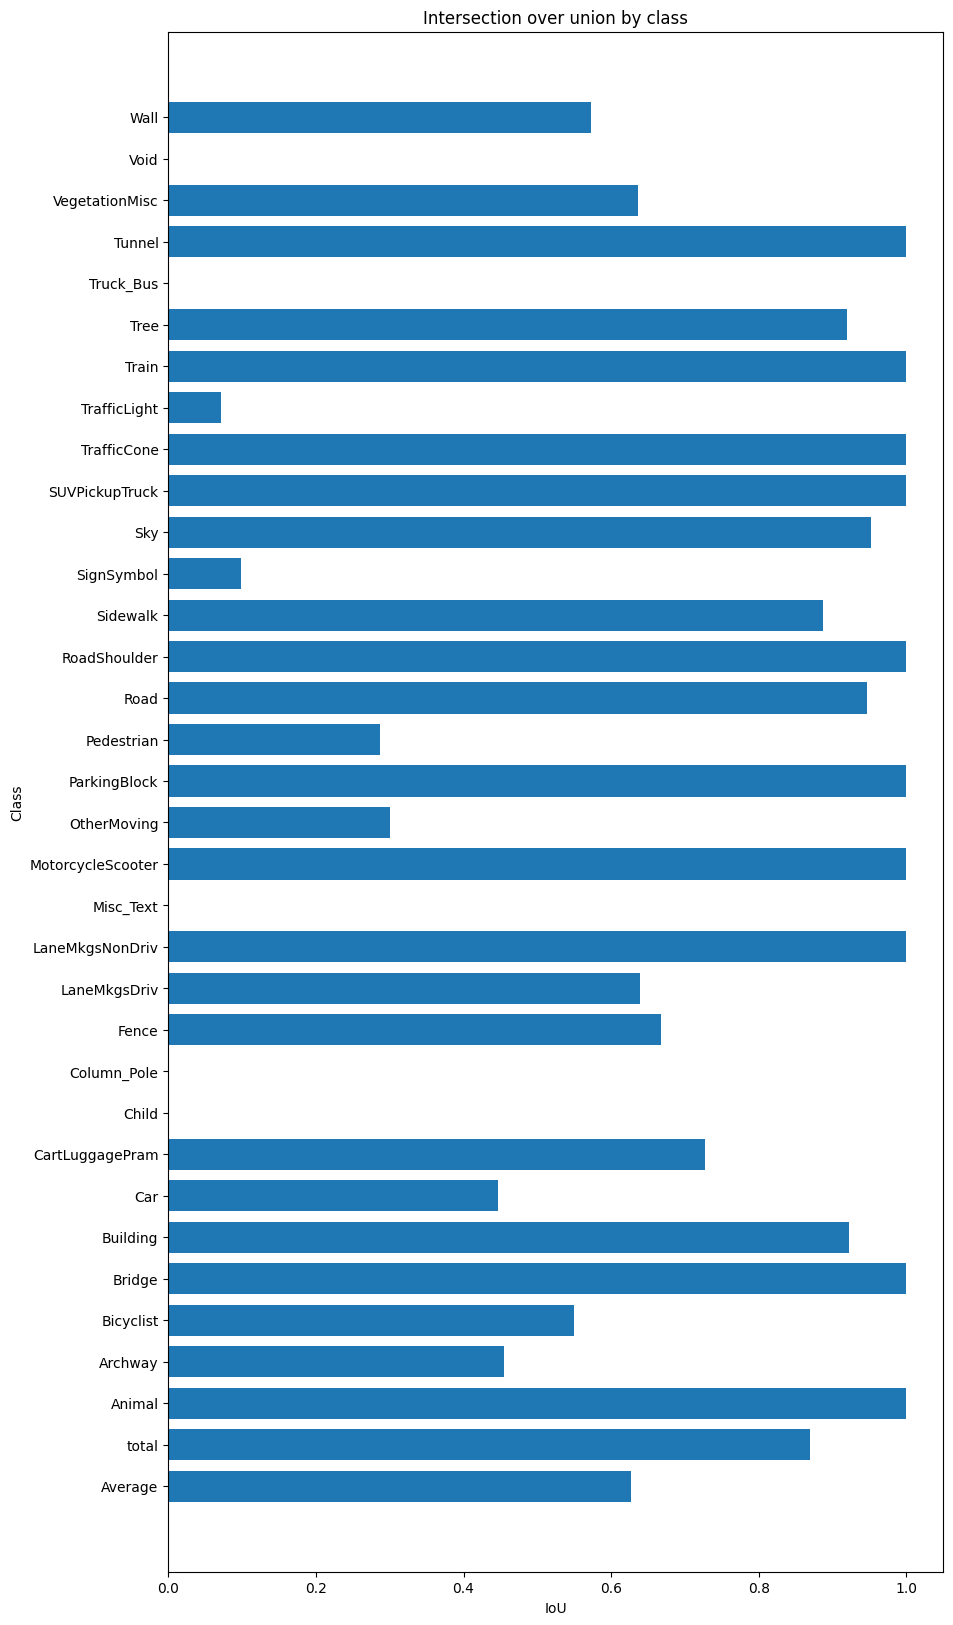 Intersection over union by class
Wall
Void
VegetationMisc
Tunnel
Truck_Bus
Tree
Train
TrafficLight
TrafficCone
SUVPickupTruck
Sky
SignSymbol
Sidewalk
RoadShoulder
Road
Pedestrian
ParkingBlock
OtherMoving
MotorcycleScooter
Misc_Text
LaneMkgsNonDriv
LaneMkgsDriv
Fence
Column_Pole
Child
CartLuggagePram
Car
Building
Bridge
Bicyclist
Archway
Animal
total
Average
Class
0.0 0.2 0.4 0.6 0.8 1.0
IoU